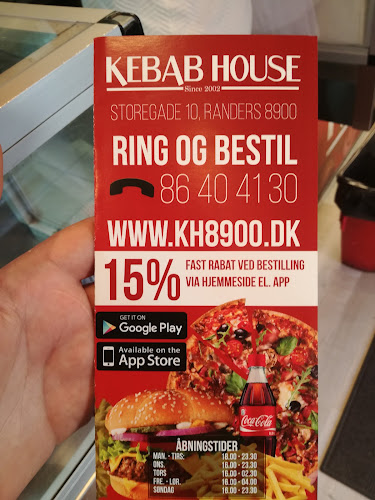 KEBAB HOUSE
Since 2002
STOREGADE 10, RANDERS 8900
RING OG BESTIL
86 40 41 30
WWW.KH8900.DK
15% FAST RABAT VED BESTILLING
VIA HJEMMESIDE EL. APP
GET IT ON
Google Play
Available on the
App Store
Coca-Cola
ÅBNINGSTIDER
MAN. - TIRS: 16.00 - 23.30
ONS. 16.00 - 23.30
TORS 16.00 - 02.30
FRE. - LØR. 16.00 - 04.00
SØNDAG 16.00 - 23.30